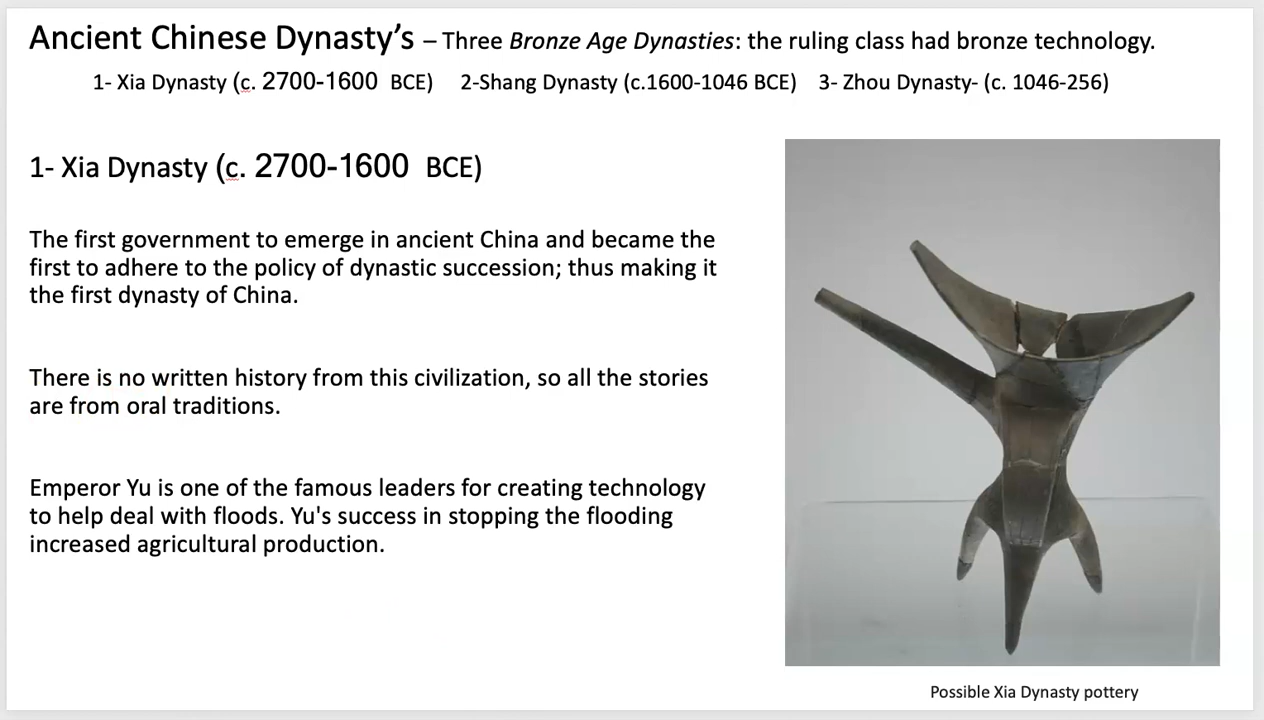 Ancient Chinese Dynasty's – Three Bronze Age Dynasties: the ruling class had bronze technology.
1- Xia Dynasty (c. 2700-1600 BCE) 2-Shang Dynasty (c.1600-1046 BCE) 3- Zhou Dynasty- (c. 1046-256)
1- Xia Dynasty (c. 2700-1600 BCE)
The first government to emerge in ancient China and became the
first to adhere to the policy of dynastic succession; thus making it
the first dynasty of China.
There is no written history from this civilization, so all the stories
are from oral traditions.
Emperor Yu is one of the famous leaders for creating technology
to help deal with floods. Yu's success in stopping the flooding
increased agricultural production.
Possible Xia Dynasty pottery